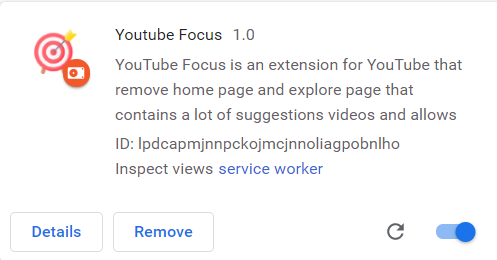 Youtube Focus 1.0
YouTube Focus is an extension for YouTube that
remove home page and explore page that
contains a lot of suggestions videos and allows
ID: lpdcapmjnnpckojmcjnnoliagpobnlho
Inspect views service worker
Details Remove